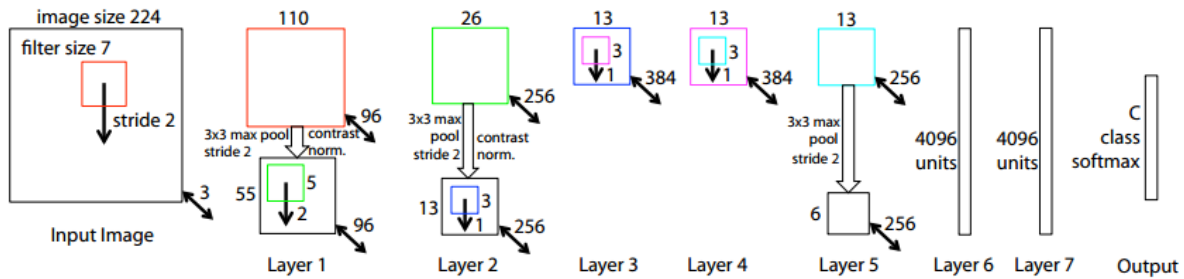 image size 224
filter size 7
stride 2
3
Input Image
110
96
3x3 max pool
stride 2
contrast
norm.
55
5
2
96
Layer 1
26
256
3x3 max
pool
stride 2
contrast
norm.
13
3
1
256
Layer 2
13
3
1
384
Layer 3
13
3
1
384
Layer 4
13
256
3x3 max
pool
stride 2
6
256
Layer 5
4096
units
Layer 6
4096
units
Layer 7
C
class
softmax
Output